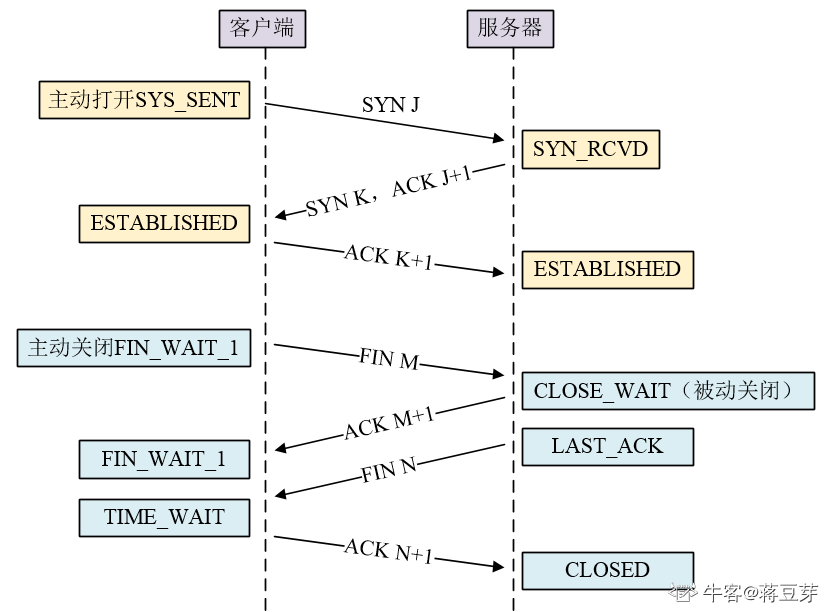 客户端
服务器
主动打开SYS_SENT
SYN J
SYN_RCVD
SYN K，ACK J+1
ESTABLISHED
ACK K+1
ESTABLISHED
主动关闭FIN_WAIT_1
FIN M
CLOSE_WAIT（被动关闭）
ACK M+1
LAST_ACK
FIN_WAIT_1
FIN N
TIME_WAIT
ACK N+1
CLOSED
牛客@蒋豆芽